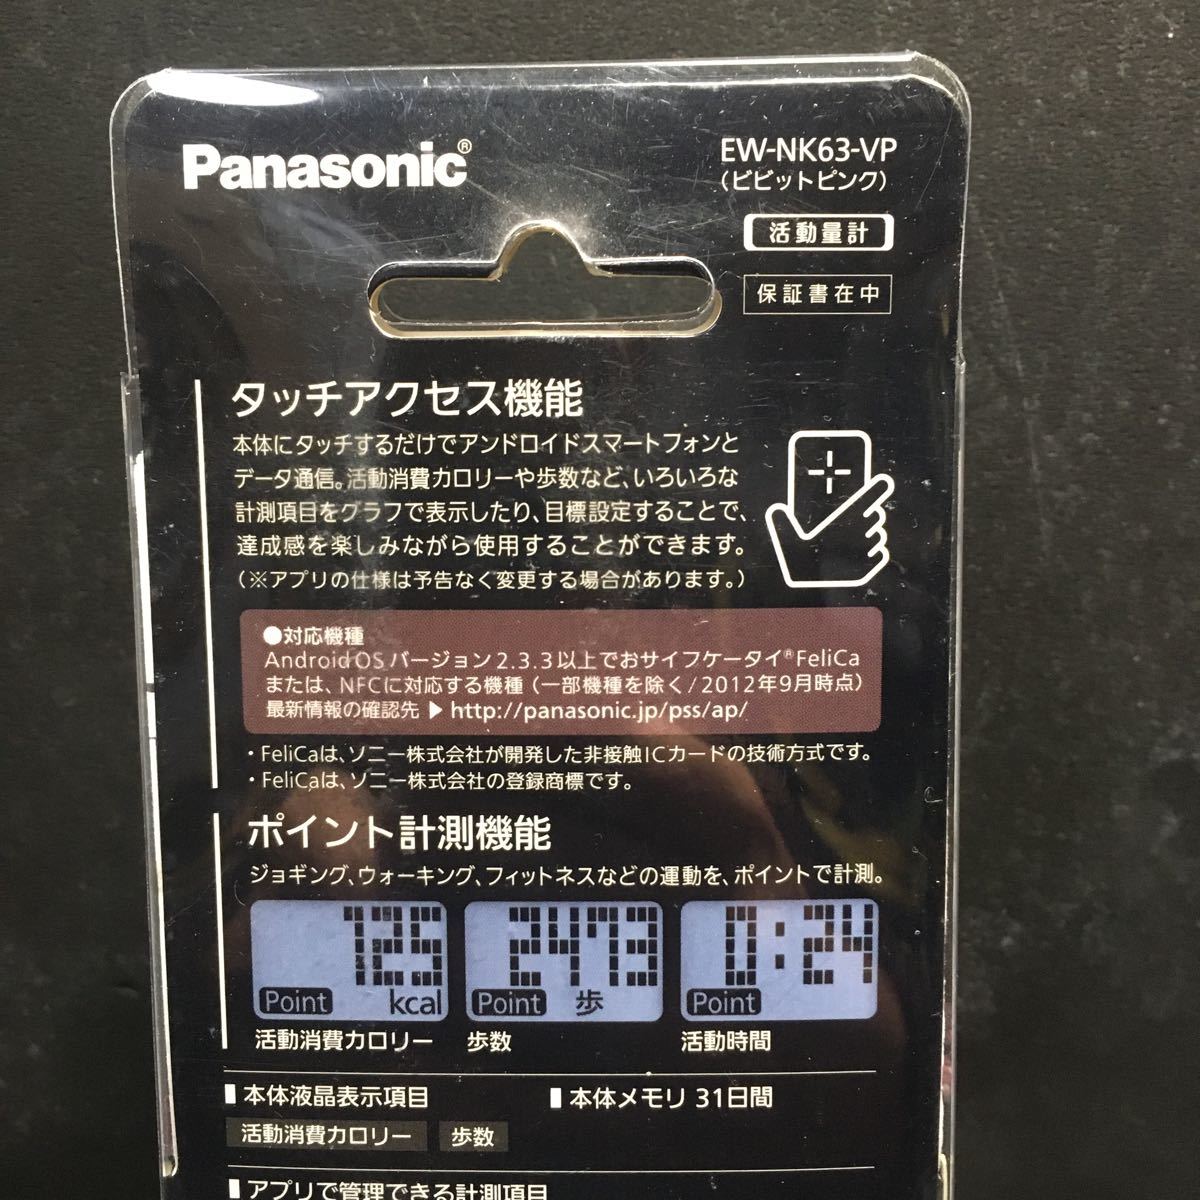 Panasonic®
EW-NK63-VP
(ビビットピンク)
活動量計
保証書在中
タッチアクセス機能
本体にタッチするだけでアンドロイドスマートフォンと
データ通信。活動消費カロリーや歩数など、いろいろな
計測項目をグラフで表示したり、目標設定することで、
達成感を楽しみながら使用することができます。
(※アプリの仕様は予告なく変更する場合があります。)
●対応機種
Android OS バージョン 2.3.3 以上でおサイフケータイ®FeliCa
または、NFCに対応する機種 (一部機種を除く/2012年9月時点)
最新情報の確認先 ▶ http://panasonic.jp/pss/ap/
・FeliCaは、ソニー株式会社が開発した非接触ICカードの技術方式です。
・FeliCaは、ソニー株式会社の登録商標です。
ポイント計測機能
ジョギング、ウォーキング、フィットネスなどの運動を、ポイントで計測。
125 2473 0:24
Point kcal Point 歩 Point
活動消費カロリー 歩数 活動時間
本体液晶表示項目 本体メモリ 31日間
活動消費カロリー 歩数
アプリで管理できる計測項目